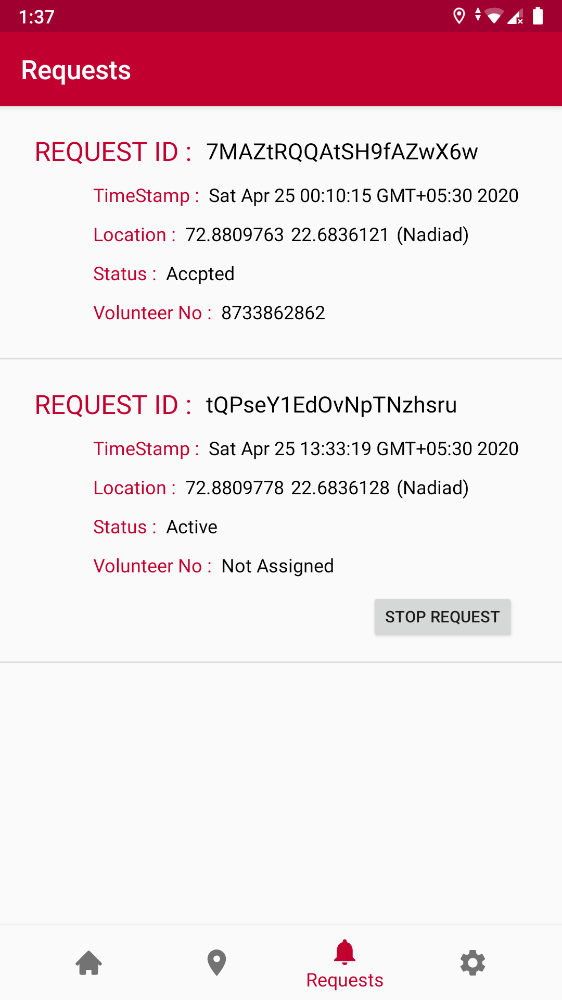 1:37
Requests
REQUEST ID : 7MAZtRQQAtSH9fAZwX6w
TimeStamp : Sat Apr 25 00:10:15 GMT+05:30 2020
Location : 72.8809763 22.6836121 (Nadiad)
Status : Accpted
Volunteer No : 8733862862
REQUEST ID : tQPseY1EdOvNpTNzhsru
TimeStamp : Sat Apr 25 13:33:19 GMT+05:30 2020
Location : 72.8809778 22.6836128 (Nadiad)
Status : Active
Volunteer No : Not Assigned
STOP REQUEST
Requests